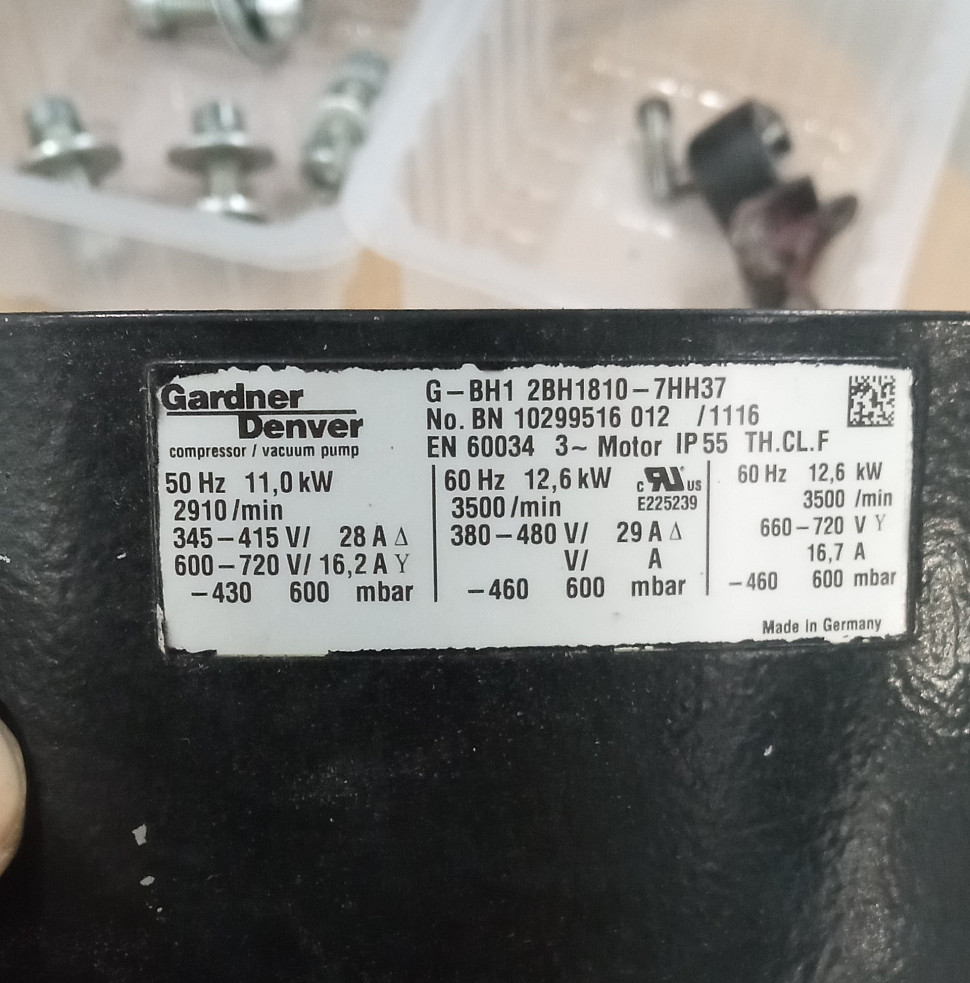 Gardner
Denver
compressor / vacuum pump
G-BH1 2BH1810-7HH37
No. BN 10299516 012 /1116
EN 60034 3~ Motor IP 55 TH.CL.F
50 Hz 11,0 kW
2910 /min
345-415 V/ 28 A Δ
600-720 V/ 16,2 A Y
-430 600 mbar
60 Hz 12,6 kW
c RU us
E225239
3500 /min
380-480 V/ 29 A Δ
V/ A
-460 600 mbar
60 Hz 12,6 kW
3500 /min
660-720 V Y
16,7 A
-460 600 mbar
Made in Germany